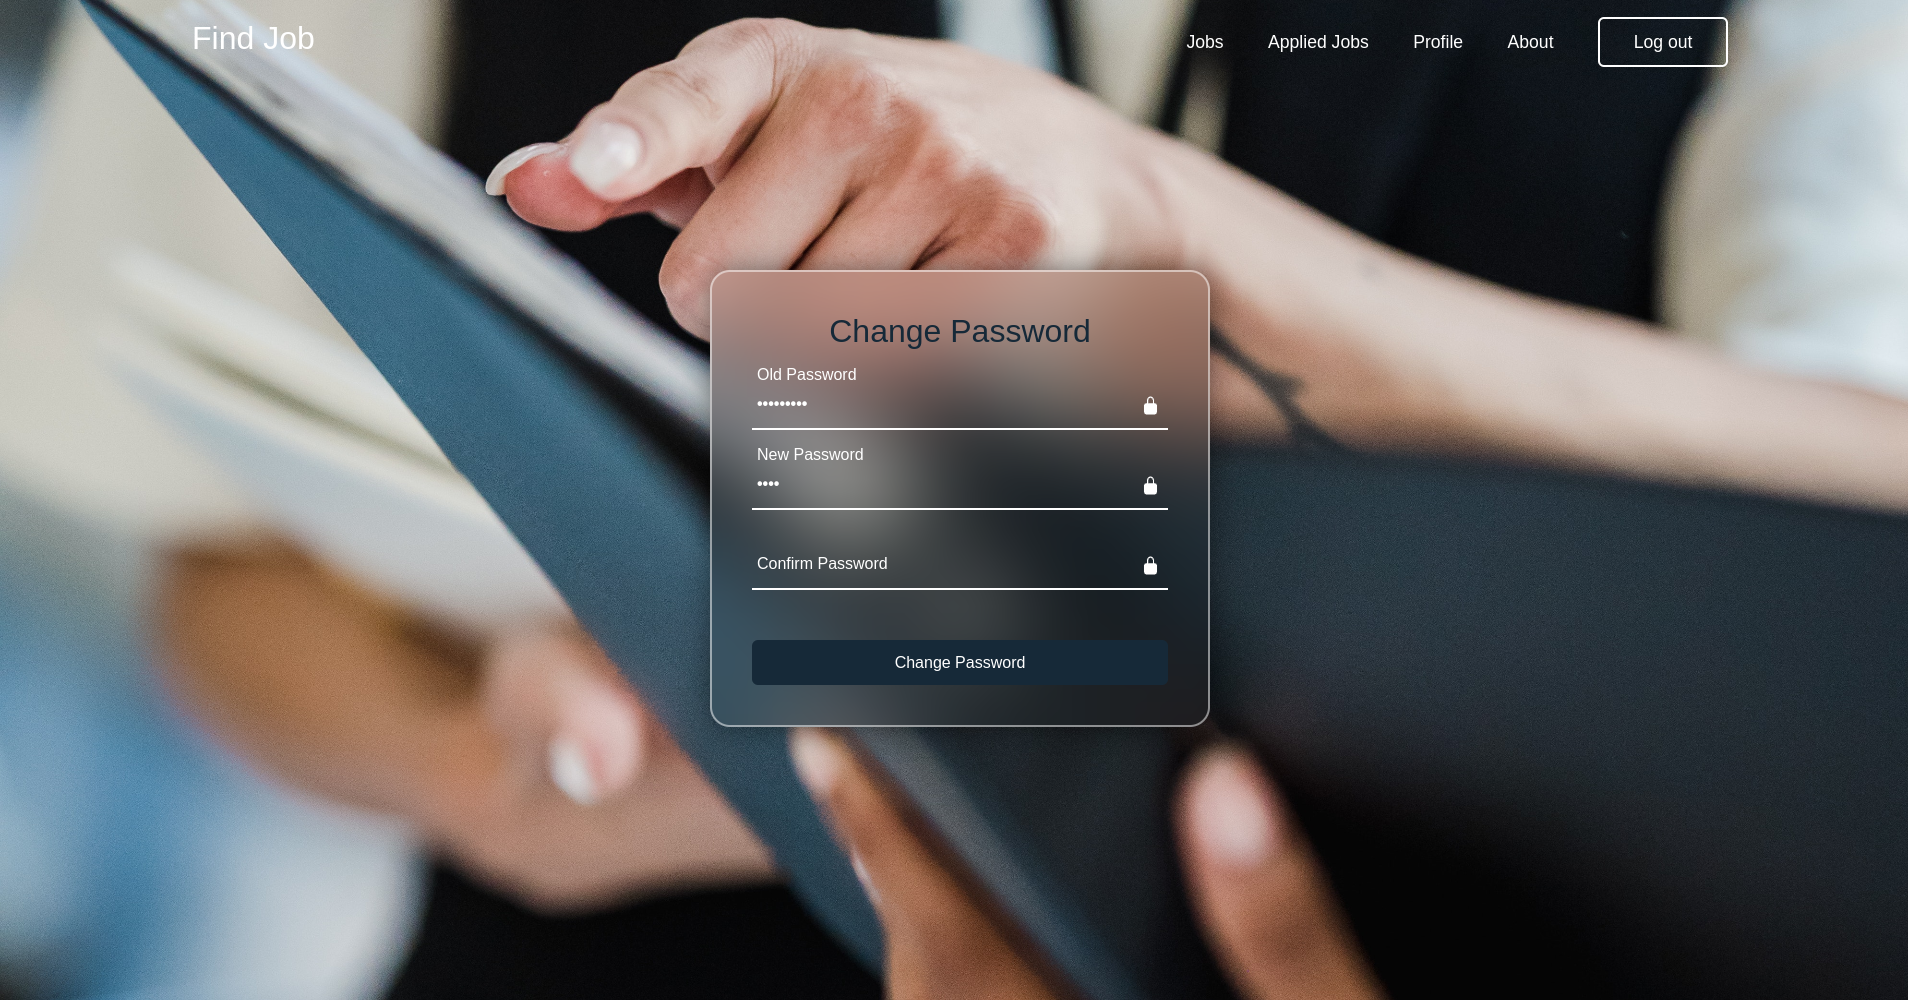 Find Job
Jobs
Applied Jobs
Profile
About
Log out
Change Password
Old Password
•••••••••
New Password
••••
Confirm Password
Change Password